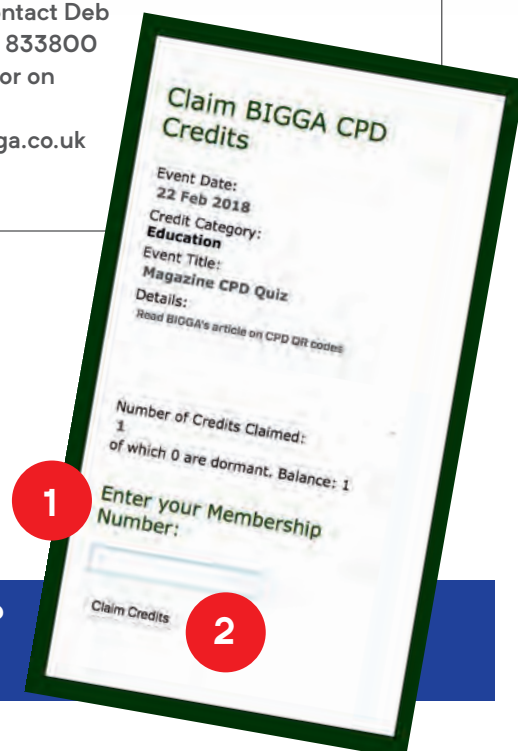 ontact Deb
833800
or on
ga.co.uk
Claim BIGGA CPD
Credits
Event Date:
22 Feb 2018
Credit Category:
Education
Event Title:
Magazine CPD Quiz
Details:
Read BIGGA's article on CPD QR codes
Number of Credits Claimed:
1
of which 0 are dormant. Balance: 1
1
Enter your Membership
Number:
Claim Credits
2